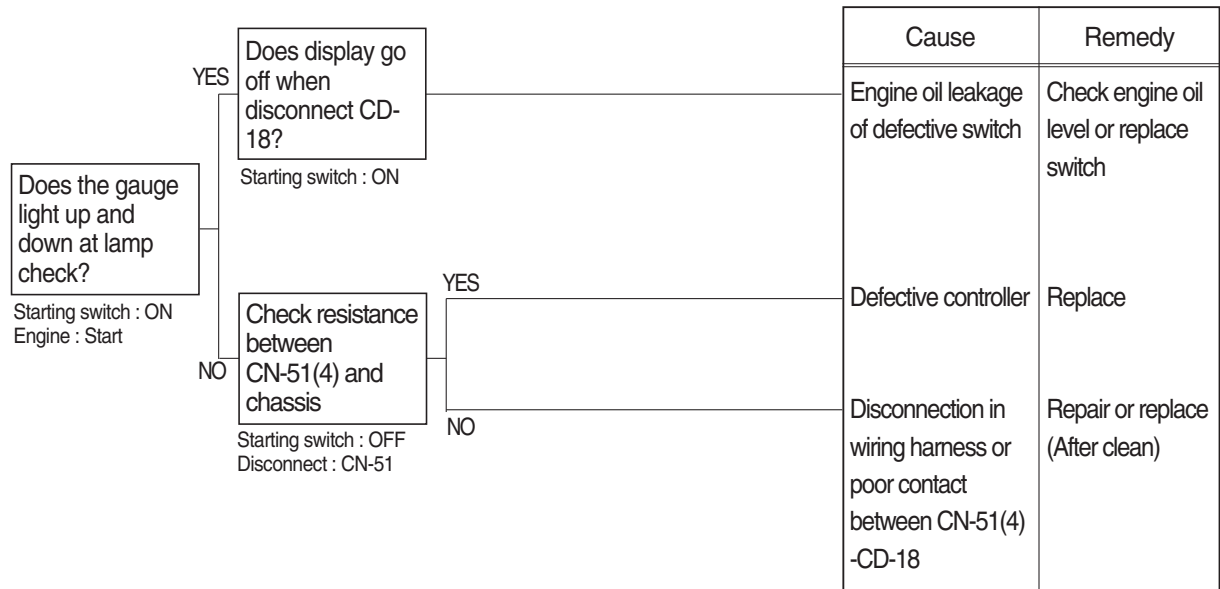 Does the gauge
light up and
down at lamp
check?
Starting switch : ON
Engine : Start
YES
Does display go
off when
disconnect CD-
18?
Starting switch : ON
NO
Check resistance
between
CN-51(4) and
chassis
Starting switch : OFF
Disconnect : CN-51
YES
NO
Cause
Remedy
Engine oil leakage
of defective switch
Check engine oil
level or replace
switch
Defective controller
Replace
Disconnection in
wiring harness or
poor contact
between CN-51(4)
-CD-18
Repair or replace
(After clean)